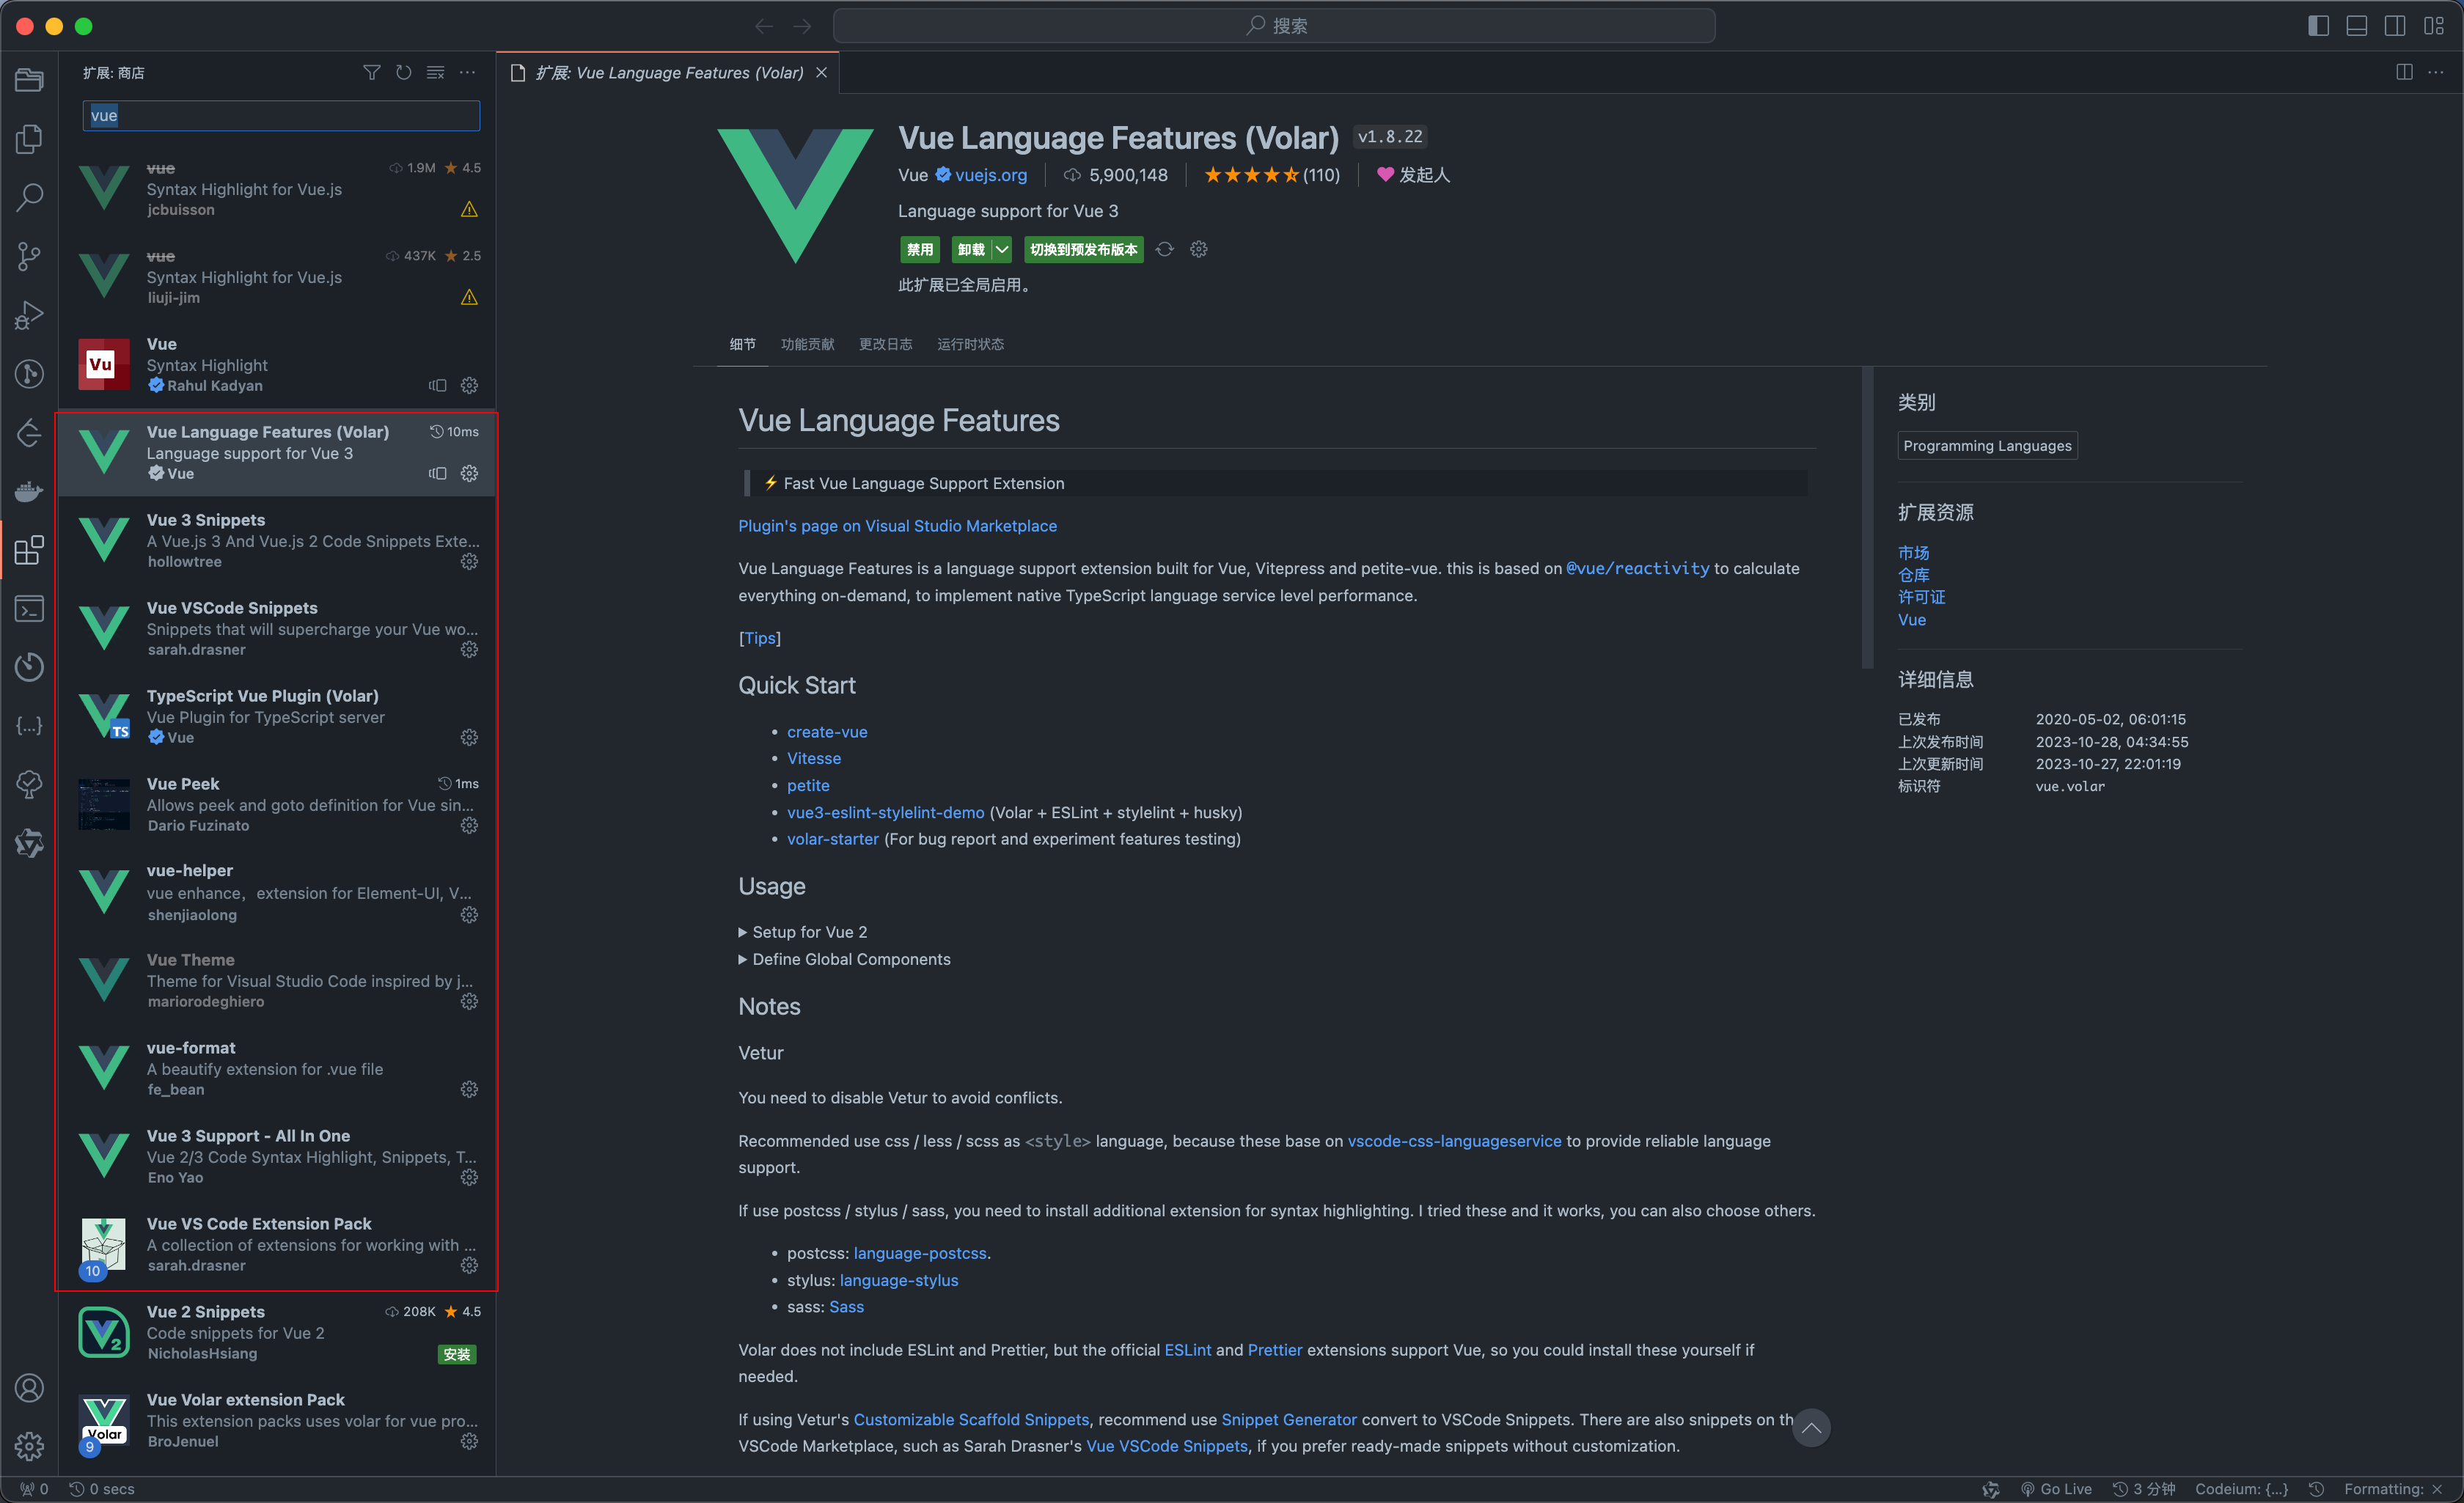 搜索
扩展: 商店
扩展: Vue Language Features (Volar)
vue
vue 1.9M 4.5
Syntax Highlight for Vue.js
jcbuisson
vue 437K 2.5
Syntax Highlight for Vue.js
liuji-jim
Vu
Vue
Syntax Highlight
Rahul Kadyan
Vue Language Features (Volar) 10ms
Language support for Vue 3
Vue
Vue 3 Snippets
A Vue.js 3 And Vue.js 2 Code Snippets Exte...
hollowtree
Vue VSCode Snippets
Snippets that will supercharge your Vue wo...
sarah.drasner
TypeScript Vue Plugin (Volar)
Vue Plugin for TypeScript server
TS
Vue
Vue Peek 1ms
Allows peek and goto definition for Vue sin...
Dario Fuzinato
vue-helper
vue enhance，extension for Element-UI, V...
shenjiaolong
Vue Theme
Theme for Visual Studio Code inspired by j...
mariorodeghiero
vue-format
A beautify extension for .vue file
fe_bean
Vue 3 Support - All In One
Vue 2/3 Code Syntax Highlight, Snippets, T...
Eno Yao
Vue VS Code Extension Pack
A collection of extensions for working with ...
sarah.drasner
10
Vue 2 Snippets 208K 4.5
Code snippets for Vue 2
2
NicholasHsiang
安装
Vue Volar extension Pack
This extension packs uses volar for vue pro...
Volar
BroJenuel
9
Vue Language Features (Volar) v1.8.22
Vue vuejs.org 5,900,148 (110) 发起人
Language support for Vue 3
禁用 卸载 切换到预发布版本
此扩展已全局启用。
细节 功能贡献 更改日志 运行时状态
Vue Language Features
⚡ Fast Vue Language Support Extension
Plugin's page on Visual Studio Marketplace
Vue Language Features is a language support extension built for Vue, Vitepress and petite-vue. this is based on @vue/reactivity to calculate
everything on-demand, to implement native TypeScript language service level performance.
[Tips]
Quick Start
• create-vue
• Vitesse
• petite
• vue3-eslint-stylelint-demo (Volar + ESLint + stylelint + husky)
• volar-starter (For bug report and experiment features testing)
Usage
Setup for Vue 2
Define Global Components
Notes
Vetur
You need to disable Vetur to avoid conflicts.
Recommended use css / less / scss as <style> language, because these base on vscode-css-languageservice to provide reliable language
support.
If use postcss / stylus / sass, you need to install additional extension for syntax highlighting. I tried these and it works, you can also choose others.
• postcss: language-postcss.
• stylus: language-stylus
• sass: Sass
Volar does not include ESLint and Prettier, but the official ESLint and Prettier extensions support Vue, so you could install these yourself if
needed.
If using Vetur's Customizable Scaffold Snippets, recommend use Snippet Generator convert to VSCode Snippets. There are also snippets on th
VSCode Marketplace, such as Sarah Drasner's Vue VSCode Snippets, if you prefer ready-made snippets without customization.
类别
Programming Languages
扩展资源
市场
仓库
许可证
Vue
详细信息
已发布 2020-05-02, 06:01:15
上次发布时间 2023-10-28, 04:34:55
上次更新时间 2023-10-27, 22:01:19
标识符 vue.volar
0 0 secs Go Live 3 分钟 Codeium: {...} Formatting: ×